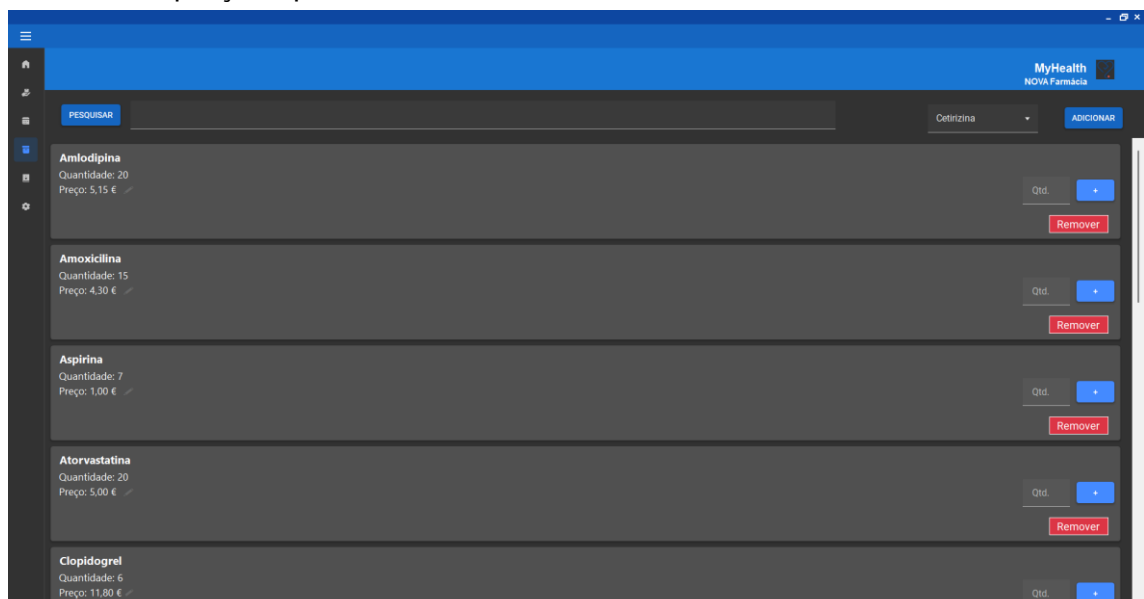 MyHealth
NOVA Farmácia
PESQUISAR
Cetirizina
ADICIONAR
Amlodipina
Quantidade: 20
Preço: 5,15 €
Qtd.
+
Remover
Amoxicilina
Quantidade: 15
Preço: 4,30 €
Qtd.
+
Remover
Aspirina
Quantidade: 7
Preço: 1,00 €
Qtd.
+
Remover
Atorvastatina
Quantidade: 20
Preço: 5,00 €
Qtd.
+
Remover
Clopidogrel
Quantidade: 6
Preço: 11,80 €
Qtd.
+